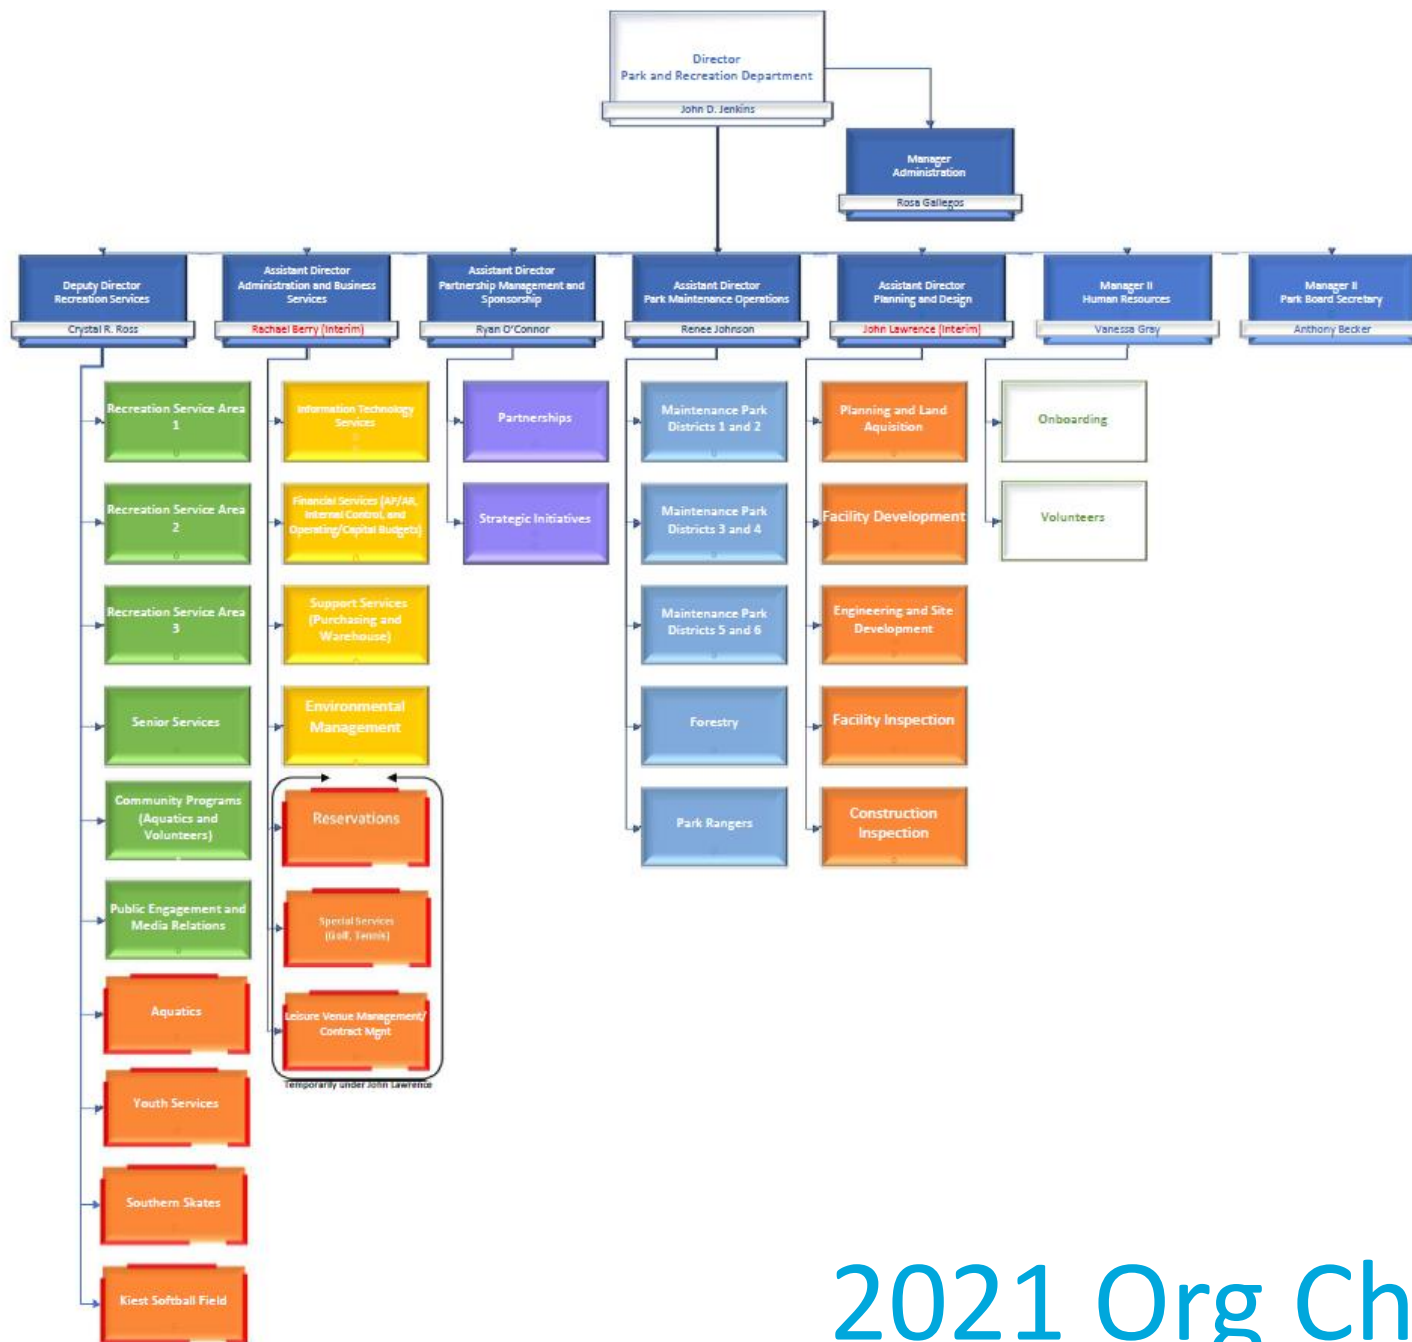 Director
Park and Recreation Department
John D. Jenkins
Manager
Administration
Rosa Gallegos
Deputy Director
Recreation Services
Crystal R. Ross
Assistant Director
Administration and Business
Services
Rachael Berry (Interim)
Assistant Director
Partnership Management and
Sponsorship
Ryan O'Connor
Assistant Director
Park Maintenance Operations
Renee Johnson
Assistant Director
Planning and Design
John Lawrence (Interim)
Manager II
Human Resources
Vanessa Gray
Manager II
Park Board Secretary
Anthony Becker
Recreation Service Area
1
Recreation Service Area
2
Recreation Service Area
3
Senior Services
Community Programs
(Aquatics and
Volunteers)
Public Engagement and
Media Relations
Aquatics
Youth Services
Southern Skates
Kiest Softball Field
Information Technology
Services
Financial Services (AP/AR,
Internal Control, and
Operating/Capital Budgets)
Support Services
(Purchasing and
Warehouse)
Environmental
Management
Reservations
Special Services
(Golf, Tennis)
Leisure Venue Management/
Contract Mgnt
Temporarily under John Lawrence
Partnerships
Strategic Initiatives
Maintenance Park
Districts 1 and 2
Maintenance Park
Districts 3 and 4
Maintenance Park
Districts 5 and 6
Forestry
Park Rangers
Planning and Land
Aquisition
Facility Development
Engineering and Site
Development
Facility Inspection
Construction
Inspection
Onboarding
Volunteers
2021 Org Ch